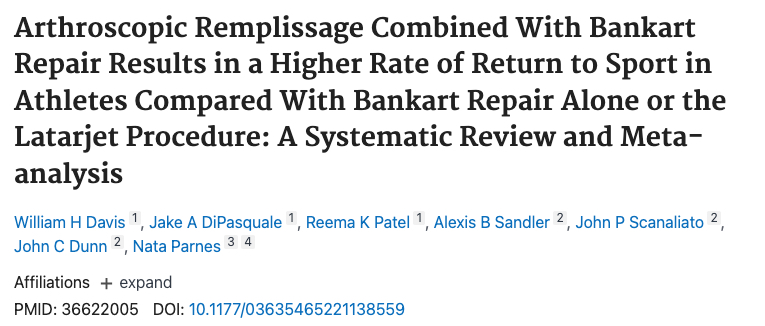 Arthroscopic Remplissage Combined With Bankart
Repair Results in a Higher Rate of Return to Sport in
Athletes Compared With Bankart Repair Alone or the
Latarjet Procedure: A Systematic Review and Meta-
analysis
William H Davis 1, Jake A DiPasquale 1, Reema K Patel 1, Alexis B Sandler 2, John P Scanaliato 2,
John C Dunn 2, Nata Parnes 3 4
Affiliations + expand
PMID: 36622005 DOI: 10.1177/03635465221138559